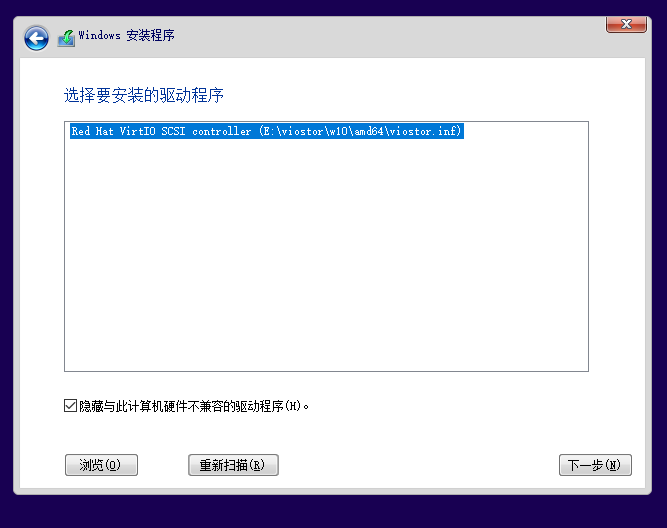 Windows 安装程序
选择要安装的驱动程序
Red Hat VirtIO SCSI controller (E:\viostor\w10\amd64\viostor.inf)
隐藏与此计算机硬件不兼容的驱动程序(H)。
浏览(O) 重新扫描(R) 下一步(N)